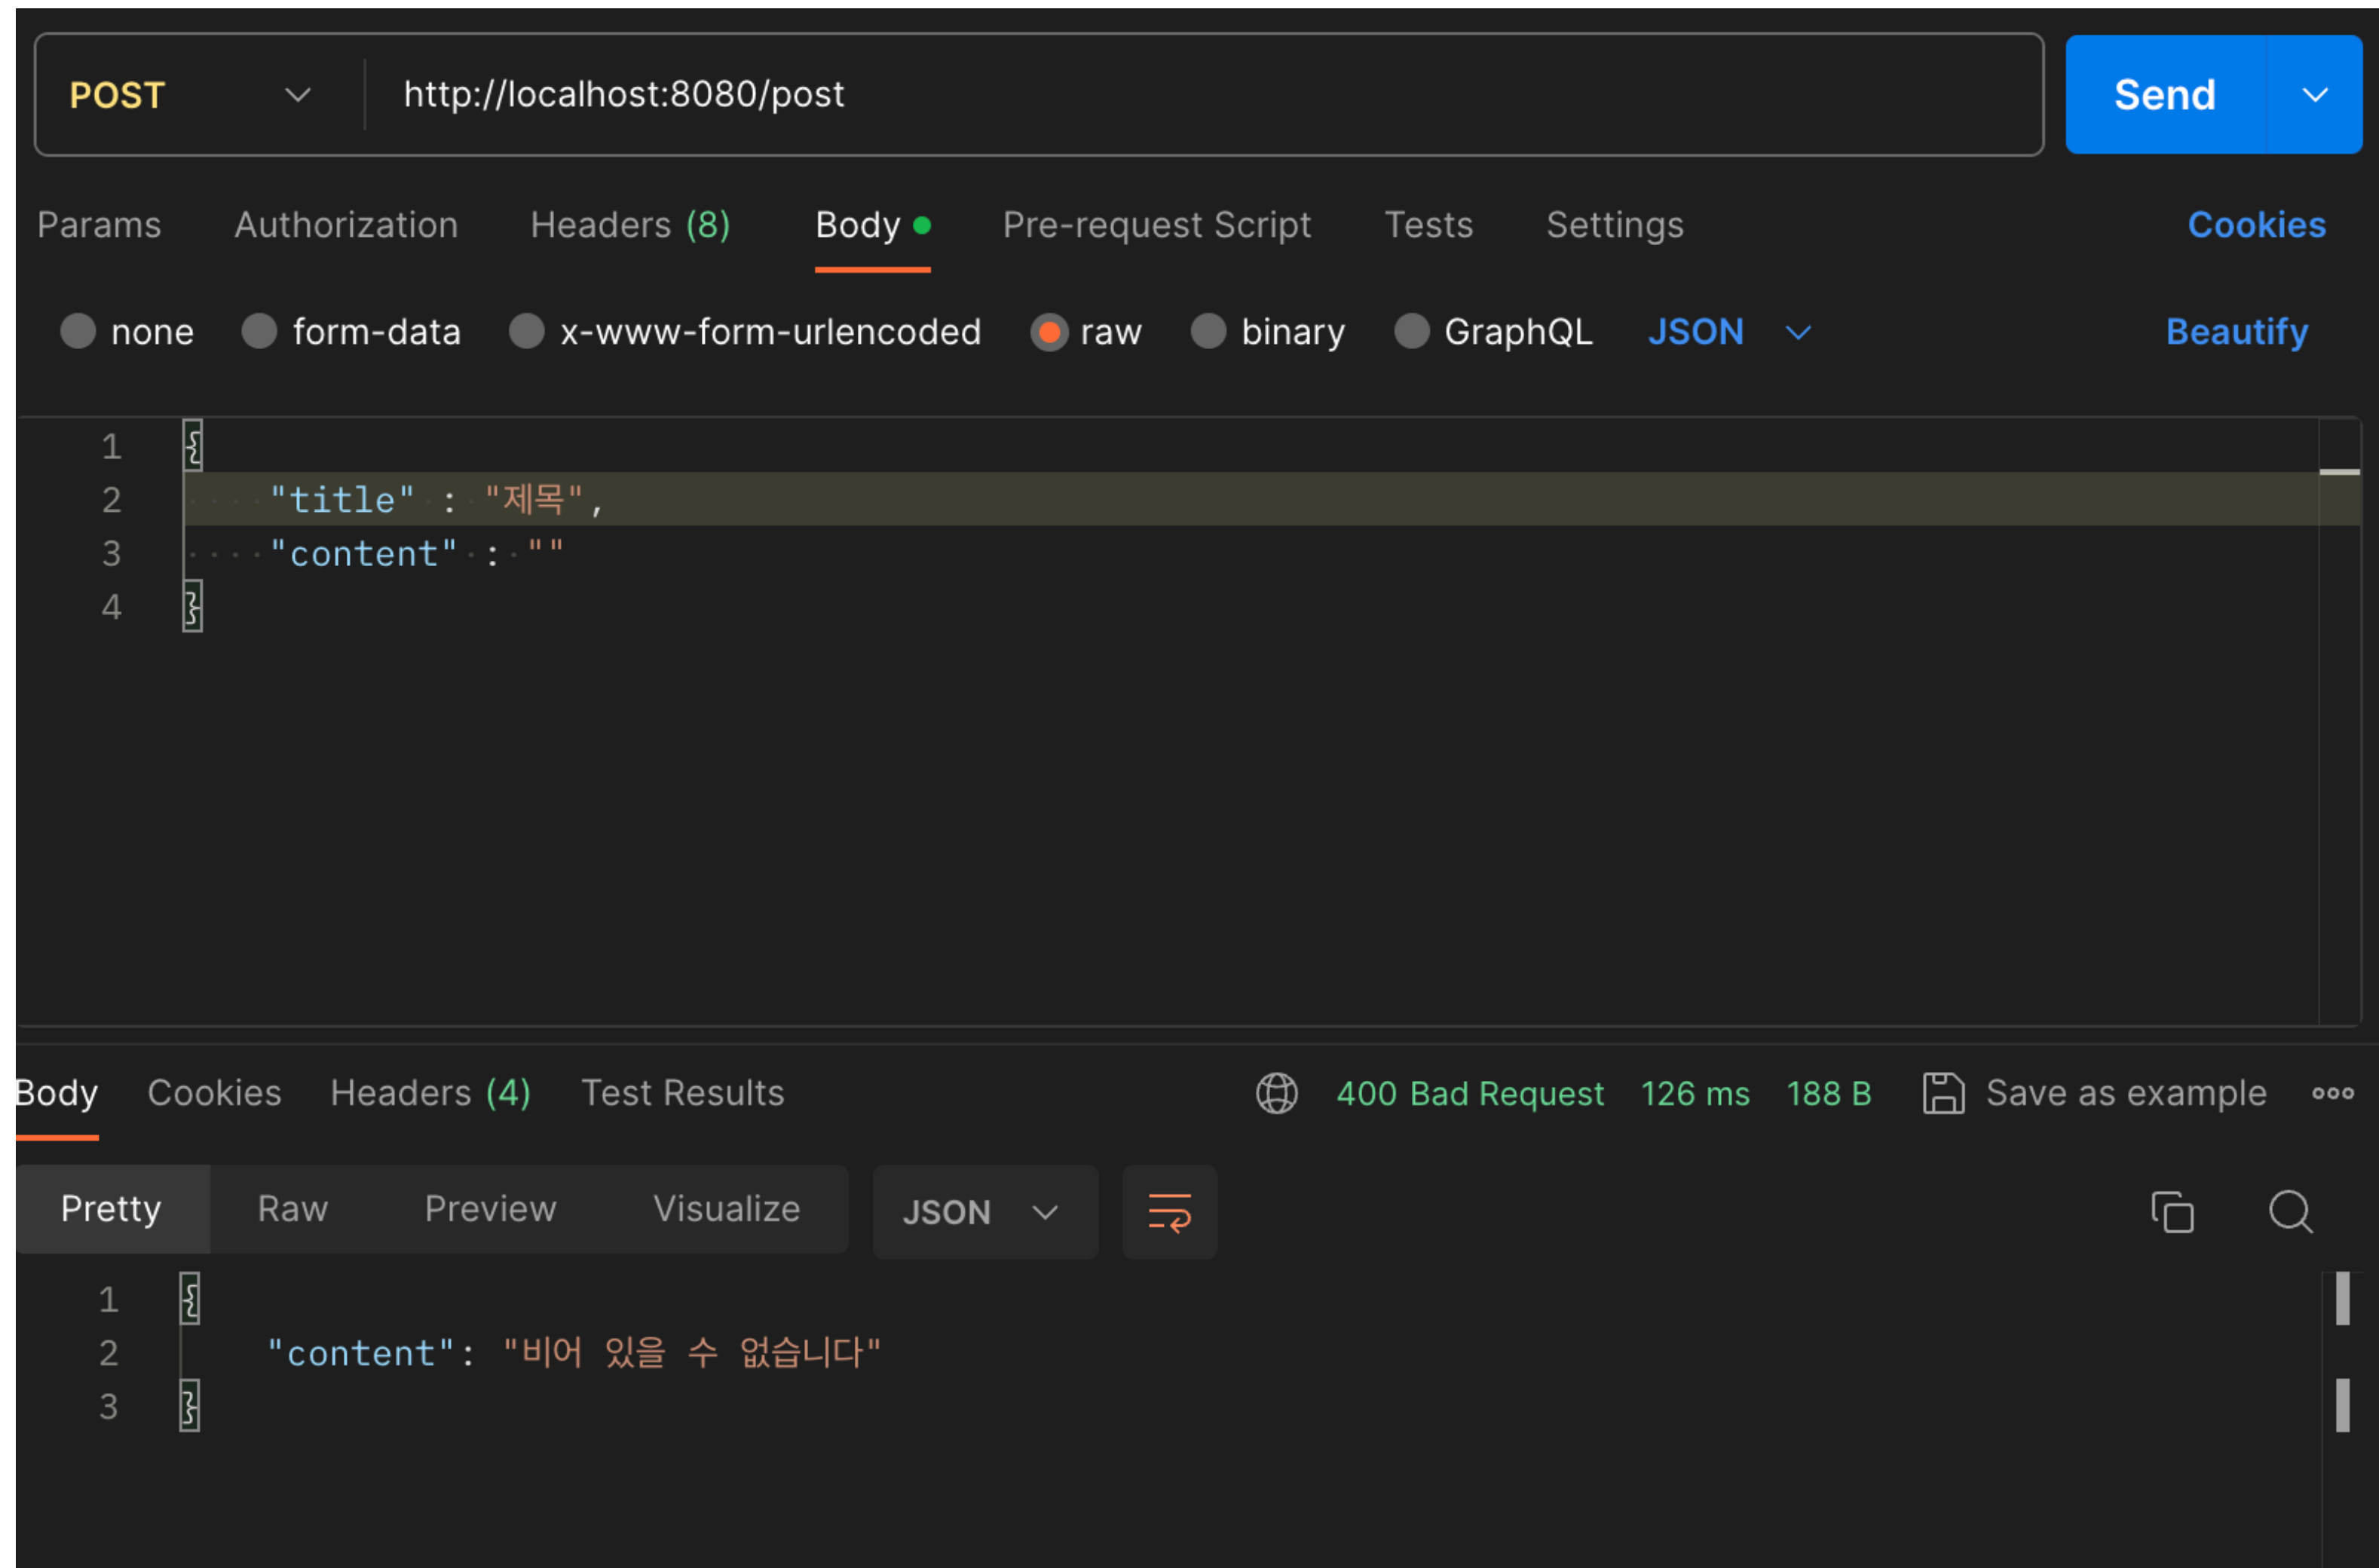 POST http://localhost:8080/post Send
Params Authorization Headers (8) Body Pre-request Script Tests Settings Cookies
none form-data x-www-form-urlencoded raw binary GraphQL JSON Beautify
1 {
2 "title" : "제목",
3 "content" : ""
4 }
Body Cookies Headers (4) Test Results 400 Bad Request 126 ms 188 B Save as example
Pretty Raw Preview Visualize JSON
1 {
2 "content": "비어 있을 수 없습니다"
3 }